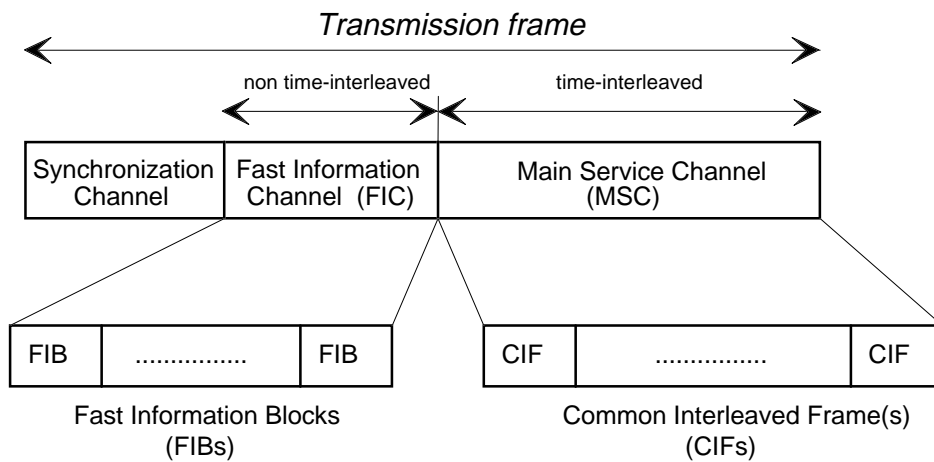 Transmission frame
non time-interleaved
time-interleaved
Synchronization
Channel
Fast Information
Channel (FIC)
Main Service Channel
(MSC)
FIB
................
FIB
CIF
................
CIF
Fast Information Blocks
(FIBs)
Common Interleaved Frame(s)
(CIFs)